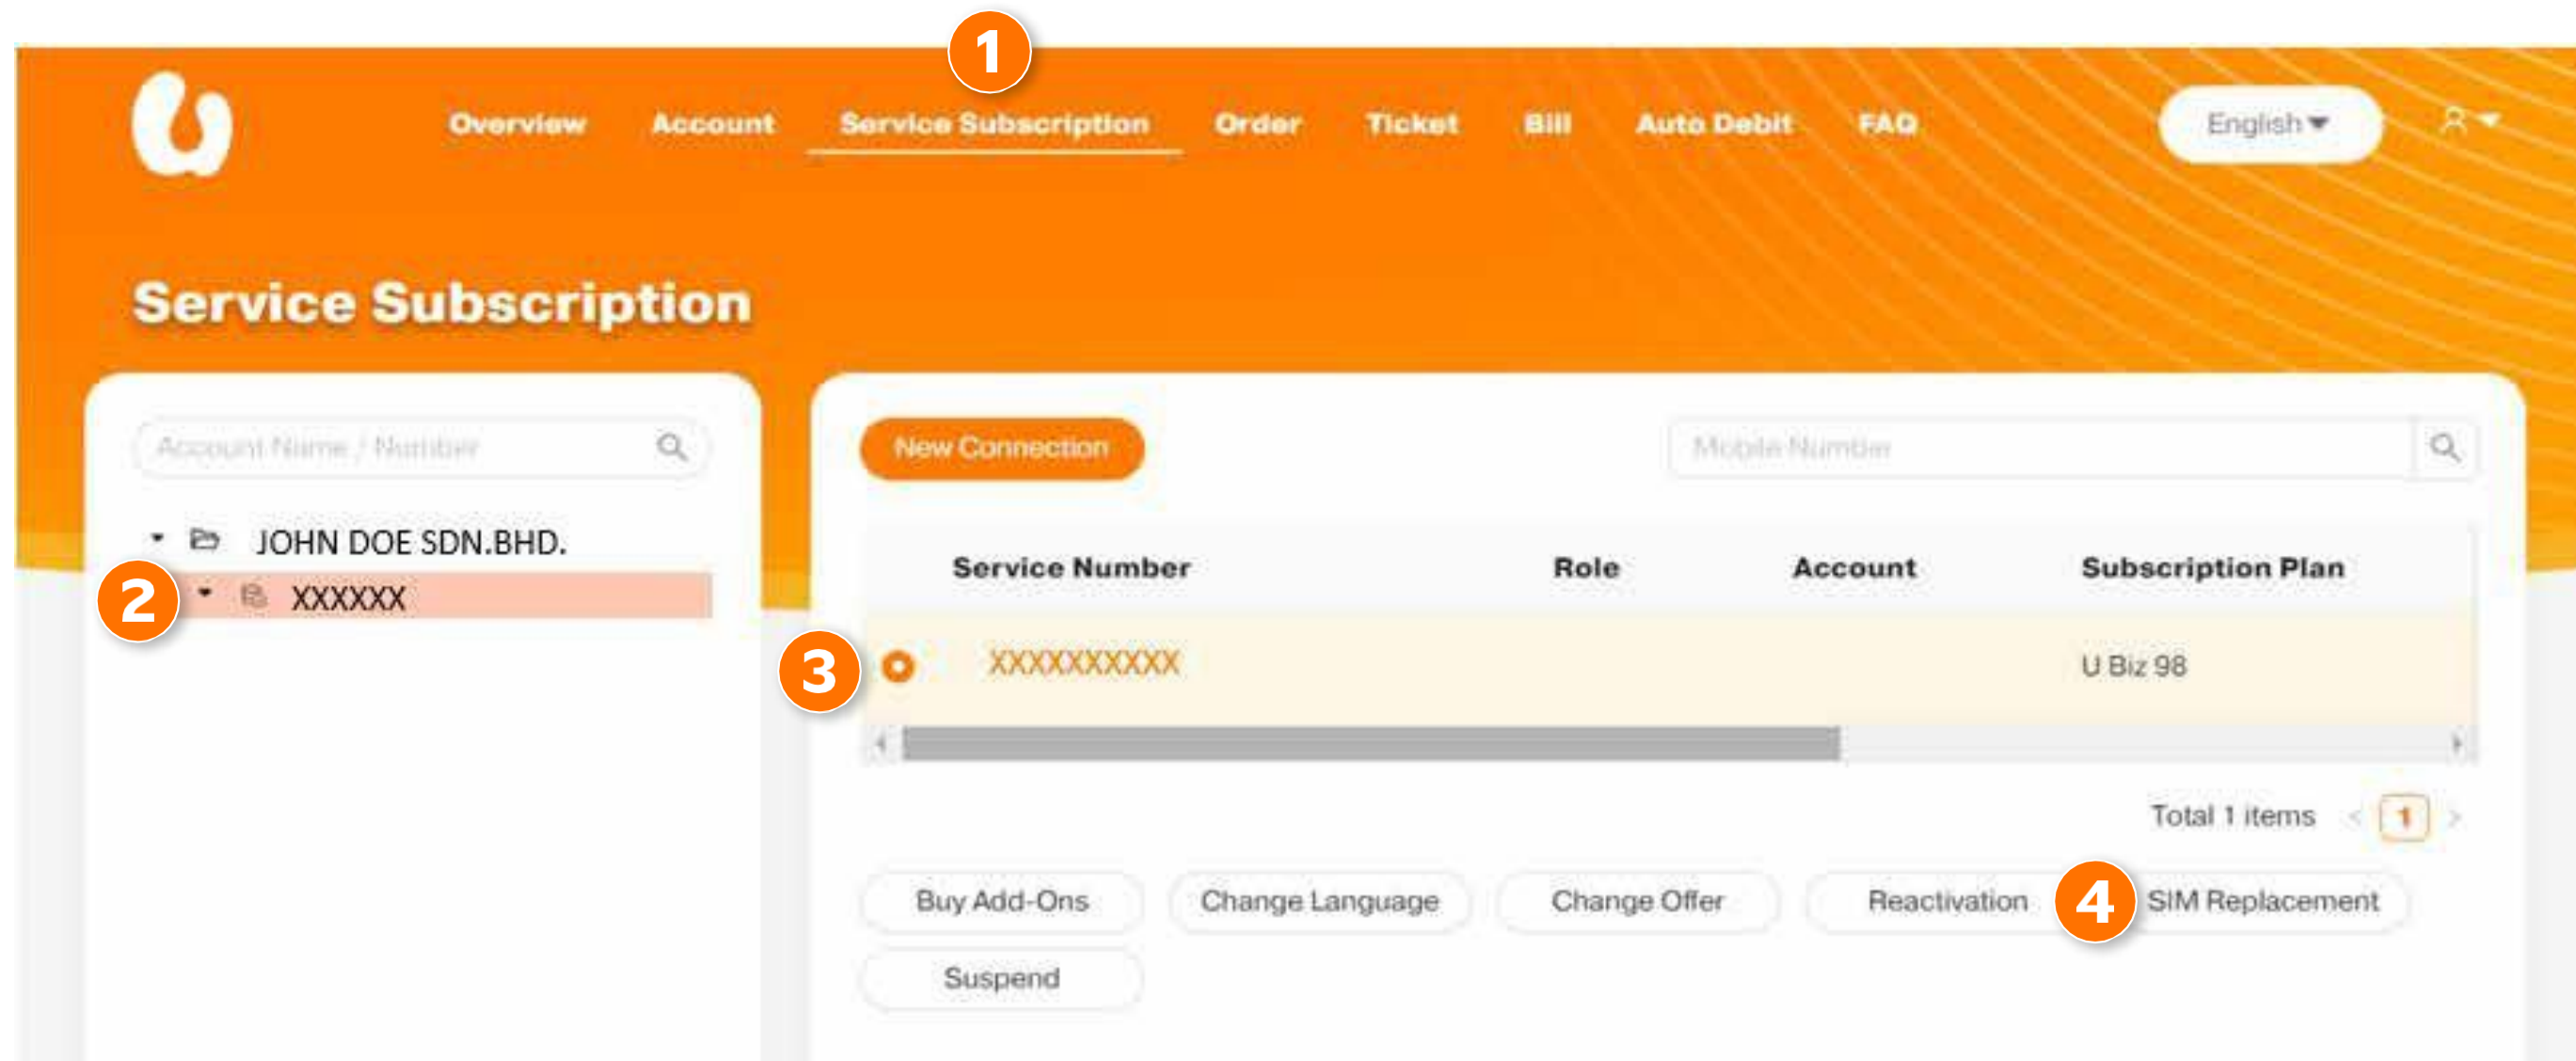 1
Overview Account Service Subscription Order Ticket Bill Auto Debit FAQ English
Service Subscription
Account Name / Number
JOHN DOE SDN.BHD.
2 XXXXXX
New Connection Mobile Number
Service Number Role Account Subscription Plan
3 XXXXXXXXXX U Biz 98
Total 1 items < 1 >
Buy Add-Ons Change Language Change Offer Reactivation 4 SIM Replacement
Suspend